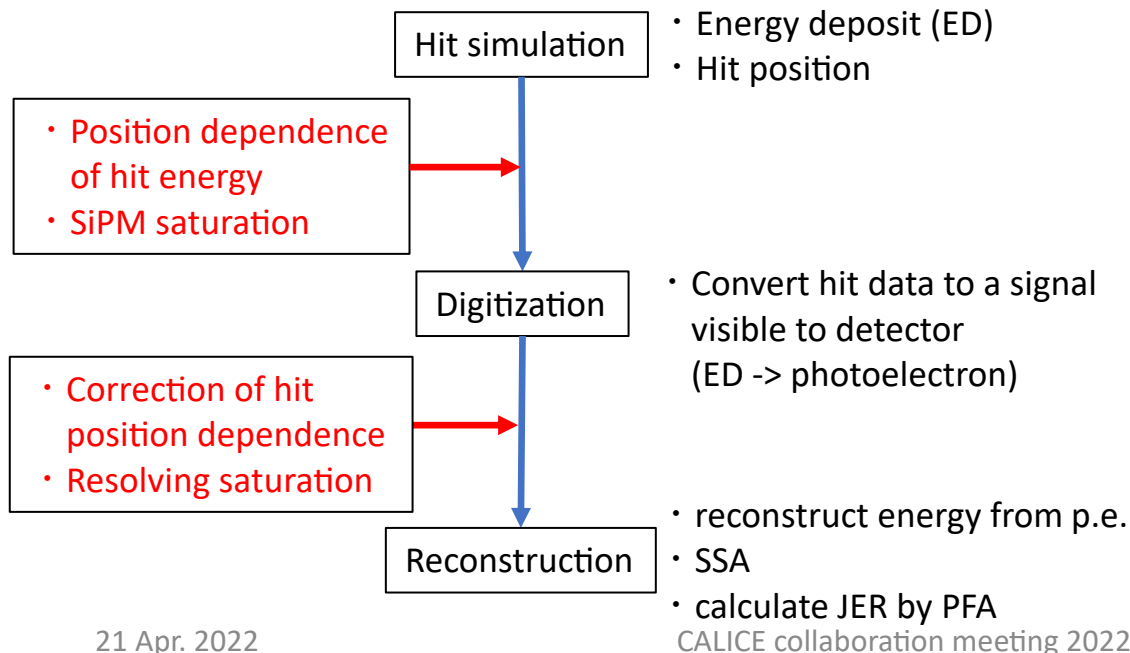 Hit simulation
・Energy deposit (ED)
・Hit position
・Position dependence
of hit energy
・SiPM saturation
Digitization
・Convert hit data to a signal
visible to detector
(ED -> photoelectron)
・Correction of hit
position dependence
・Resolving saturation
Reconstruction
・reconstruct energy from p.e.
・SSA
・calculate JER by PFA
21 Apr. 2022
CALICE collaboration meeting 2022